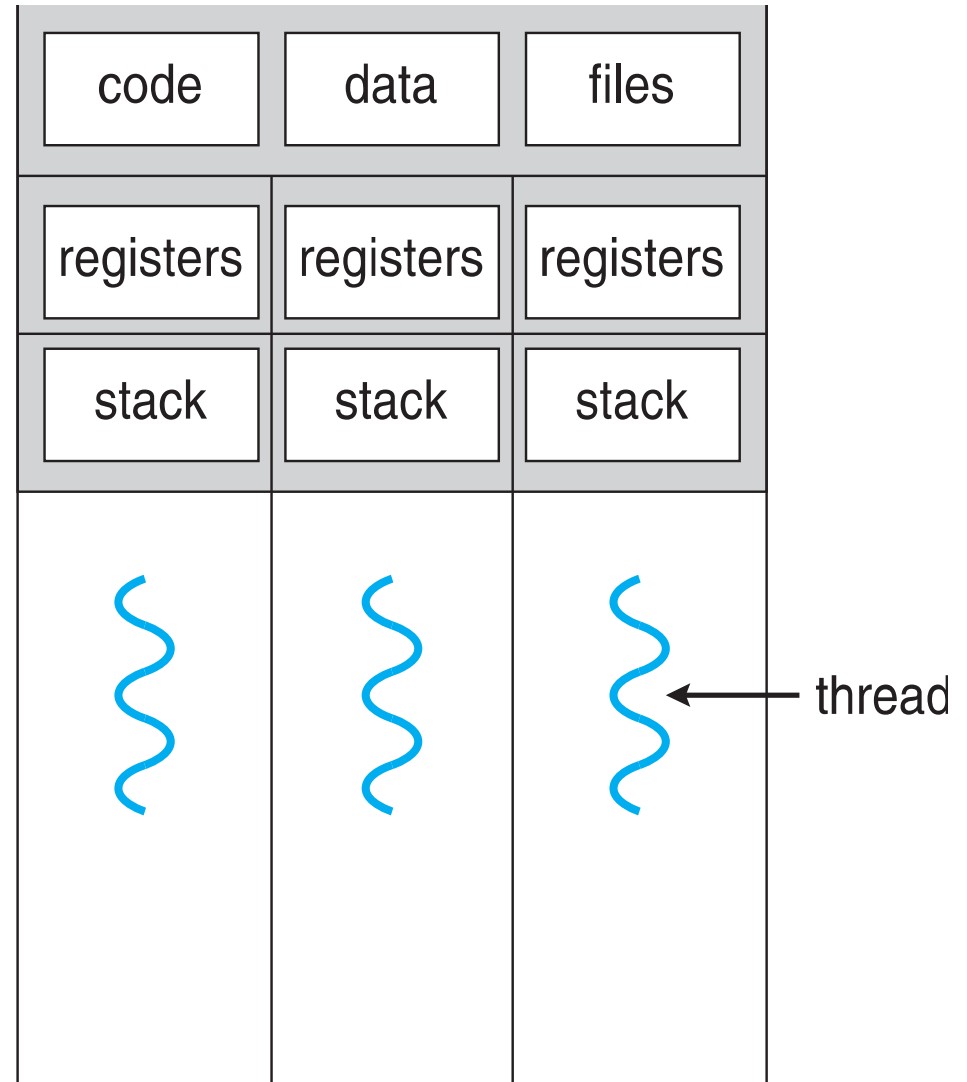 code data files
registers registers registers
stack stack stack
thread